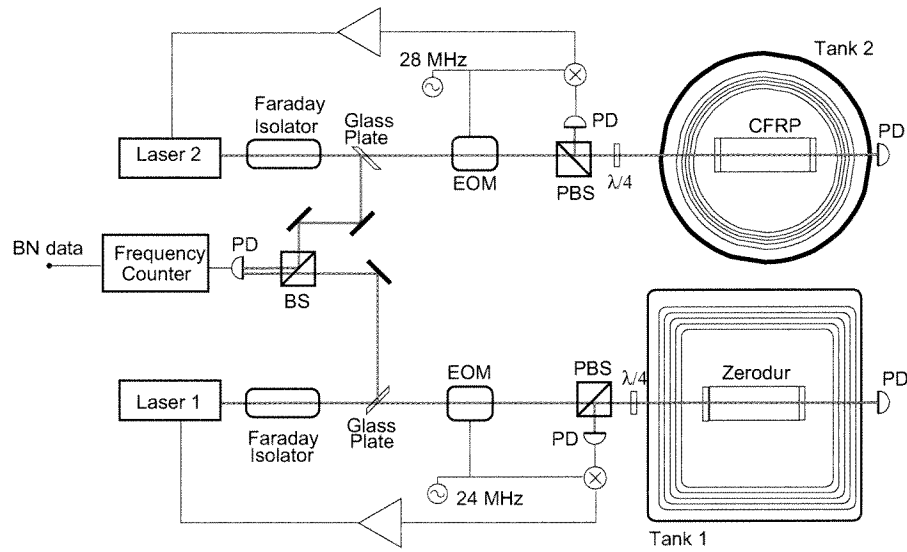 Tank 2
28 MHz
Faraday
Isolator
Glass
Plate
PD
CFRP
PD
Laser 2
EOM
PBS
λ/4
BN data
Frequency
Counter
PD
BS
Zerodur
EOM
PBS
λ/4
PD
Laser 1
Faraday
Isolator
Glass
Plate
PD
24 MHz
Tank 1